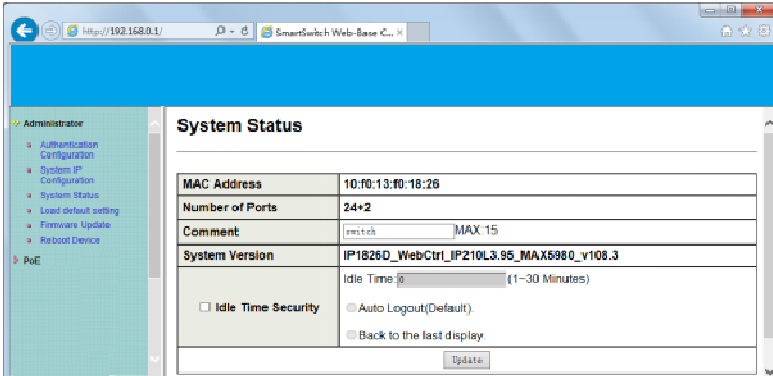 http://192.168.0.1/
SmartSwitch Web-Base C...
Administrator
Authentication
Configuration
System IP
Configuration
System Status
Load default setting
Firmware Update
Reboot Device
PoE
System Status
MAC Address 10:f0:13:f0:18:26
Number of Ports 24+2
Comment switch MAX:15
System Version IP1826D_WebCtrl_IP210L3.95_MAX5980_v108.3
Idle Time Security
Idle Time: 0 (1~30 Minutes)
Auto Logout(Default).
Back to the last display.
Update